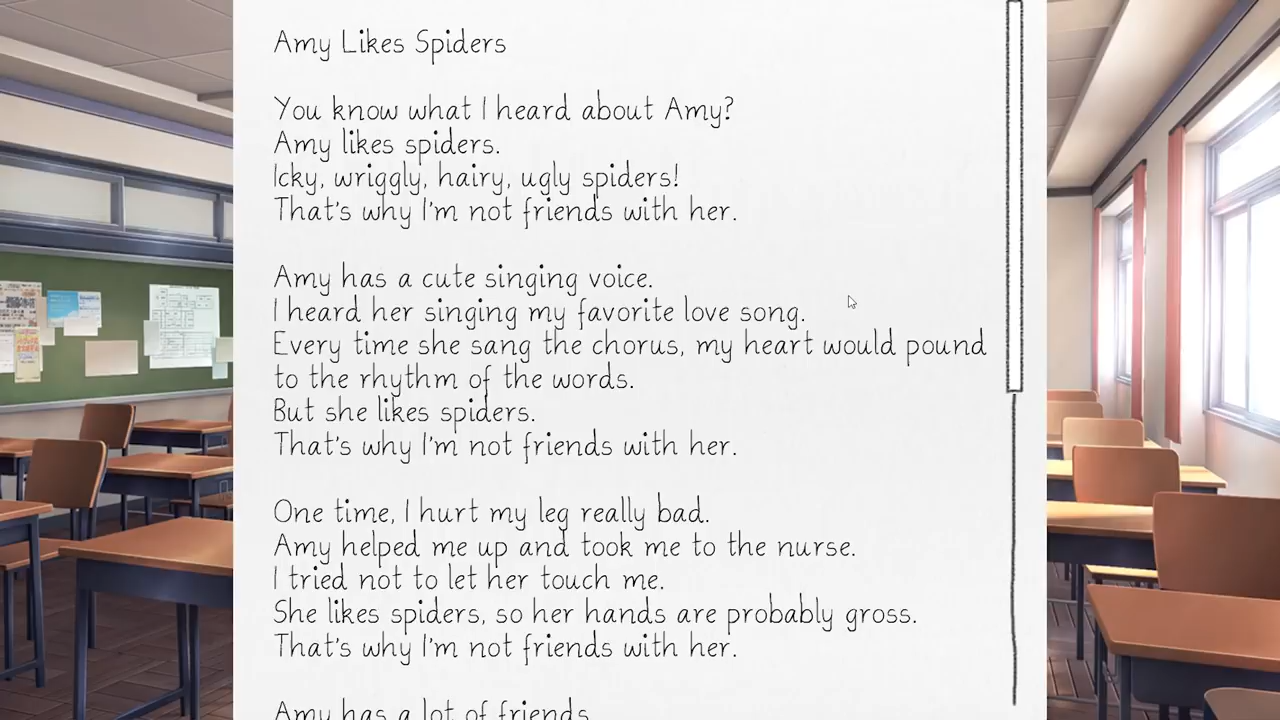 Amy Likes Spiders
You know what I heard about Amy?
Amy likes spiders.
Icky, wriggly, hairy, ugly spiders!
That's why I'm not friends with her.
Amy has a cute singing voice.
I heard her singing my favorite love song.
Every time she sang the chorus, my heart would pound
to the rhythm of the words.
But she likes spiders.
That's why I'm not friends with her.
One time, I hurt my leg really bad.
Amy helped me up and took me to the nurse.
I tried not to let her touch me.
She likes spiders, so her hands are probably gross.
That's why I'm not friends with her.
Amy has a lot of friends.